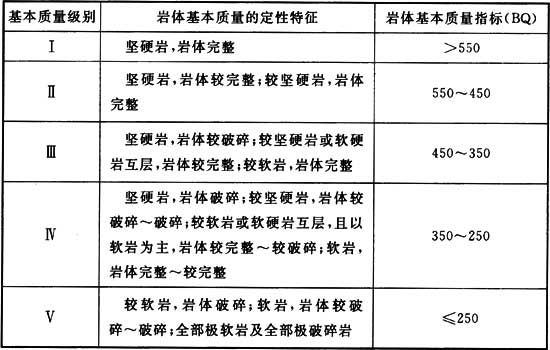 基本质量级别 岩体基本质量的定性特征 岩体基本质量指标(BQ)
Ⅰ 坚硬岩,岩体完整 >550
坚硬岩,岩体较完整;较坚硬岩,岩体
Ⅱ 550～450
完整
坚硬岩,岩体较破碎;较坚硬岩或软硬
Ⅲ 450～350
岩互层,岩体较完整;较软岩,岩体完整
坚硬岩,岩体破碎;较坚硬岩,岩体较
破碎～破碎;较软岩或软硬岩互层,且以
Ⅳ 350～250
软岩为主,岩体较完整～较破碎;软岩,
岩体完整～较完整
较软岩,岩体破碎;软岩,岩体较破
Ⅴ ≤250
碎～破碎;全部极软岩及全部极破碎岩